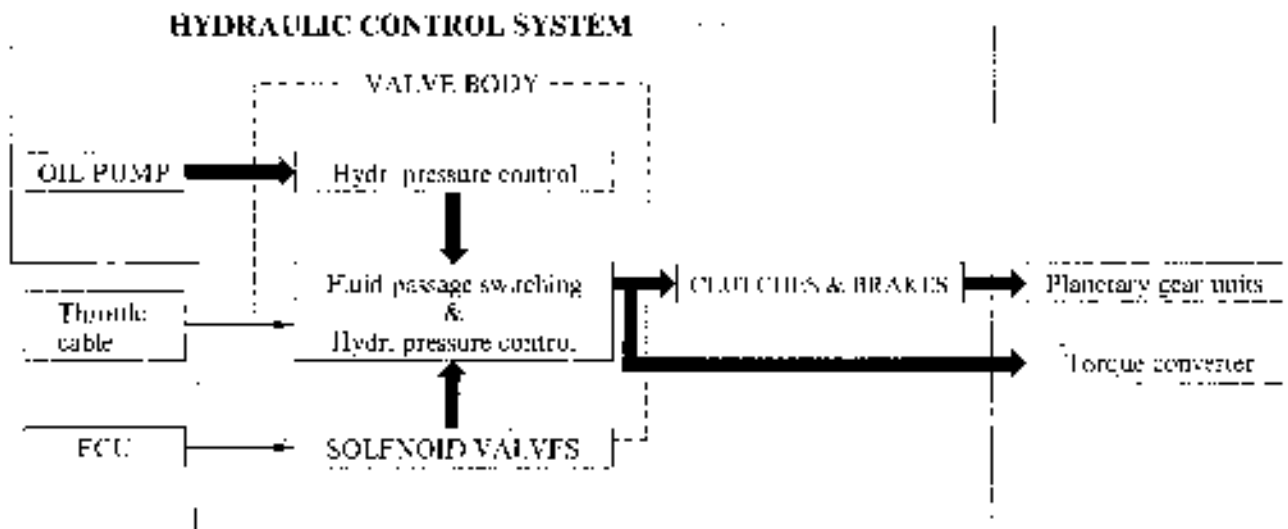 HYDRAULIC CONTROL SYSTEM
VALVE BODY
OIL PUMP
Hydr. pressure control
Fluid passage switching
&
Hydr. pressure control
CLUTCHES & BRAKES
Planetary gear units
Throttle
cable
Torque converter
ECU
SOLENOID VALVES